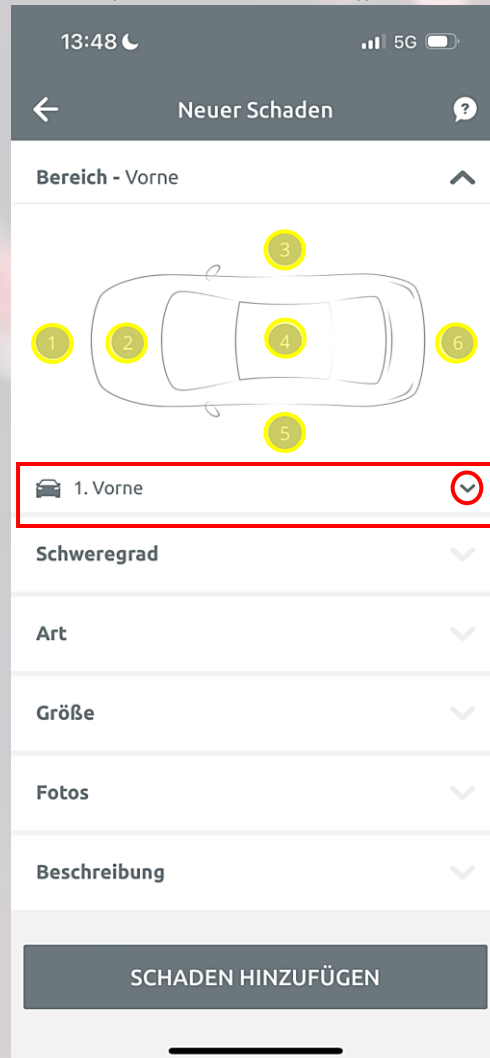 13:48 5G
Neuer Schaden ?
Bereich - Vorne
3
1 2 4 6
5
1. Vorne
Schweregrad
Art
Größe
Fotos
Beschreibung
SCHADEN HINZUFÜGEN